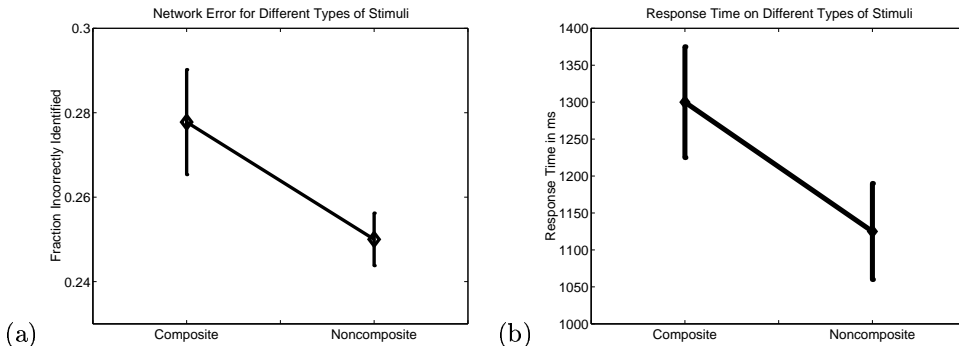 Network Error for Different Types of Stimuli
0.3
0.28
0.26
0.24
Fraction Incorrectly Identified
Composite
Noncomposite
(a)
Response Time on Different Types of Stimuli
1400
1350
1300
1250
1200
1150
1100
1050
1000
Response Time in ms
Composite
Noncomposite
(b)